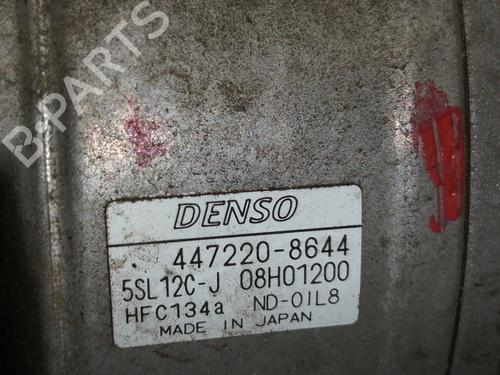 B-PARTS
DENSO
447220-8644
5SL12C-J 08H01200
HFC134a ND-OIL8
MADE IN JAPAN